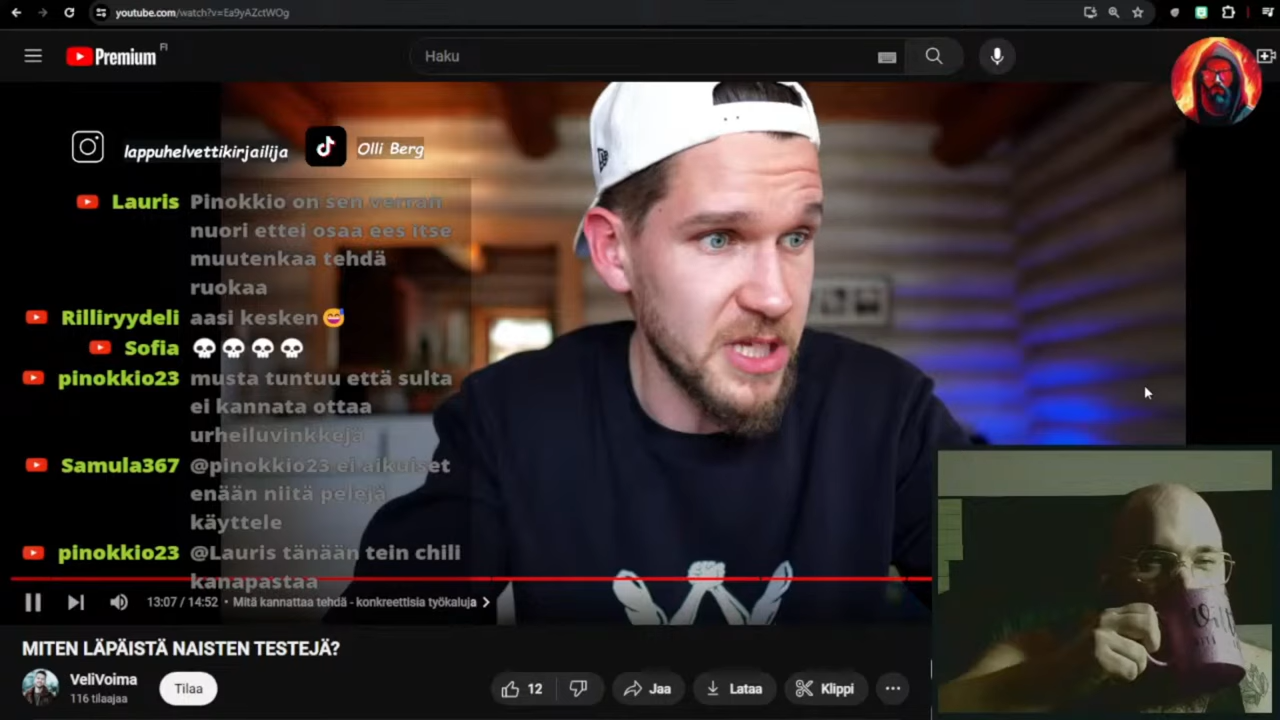 youtube.com/watch?v=Ea9yAZctWOg
Premium FI
Haku
lappuhelvettikirjailija
Olli Berg
Lauris Pinokkio on sen verran
nuori ettei osaa ees itse
muutenkaa tehdä
ruokaa
Rilliryydeli aasi kesken😅
Sofia 💀💀💀💀
pinokkio23 musta tuntuu että sulta
ei kannata ottaa
urheiluvinkkejä
Samula367 @pinokkio23 ei aikuiset
enään niitä pelejä
käyttele
pinokkio23 @Lauris tänään tein chili
kanapastaa
13:07 / 14:52 • Mitä kannattaa tehdä - konkreettisia työkaluja
MITEN LÄPÄISTÄ NAISTEN TESTEJÄ?
VeliVoima
116 tilaajaa
Tilaa
12
Jaa
Lataa
Klippi